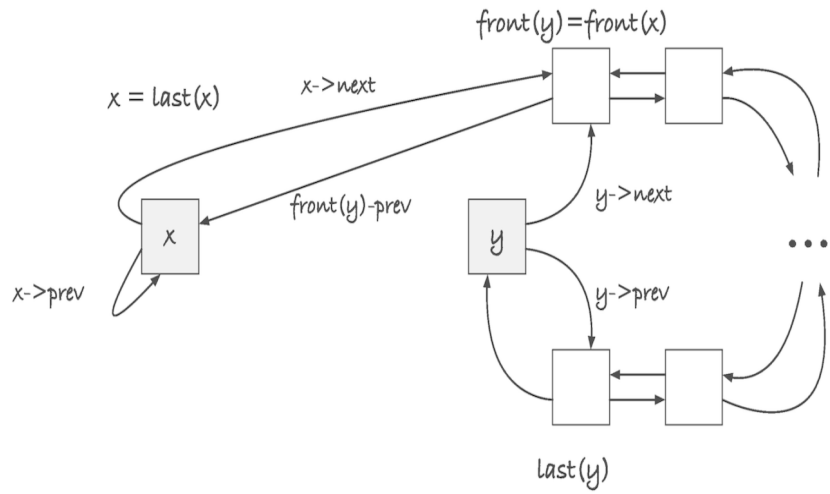 front(y)=front(x)
x = last(x)
x->next
front(y)-prev
y->next
x
y
x->prev
y->prev
...
last(y)